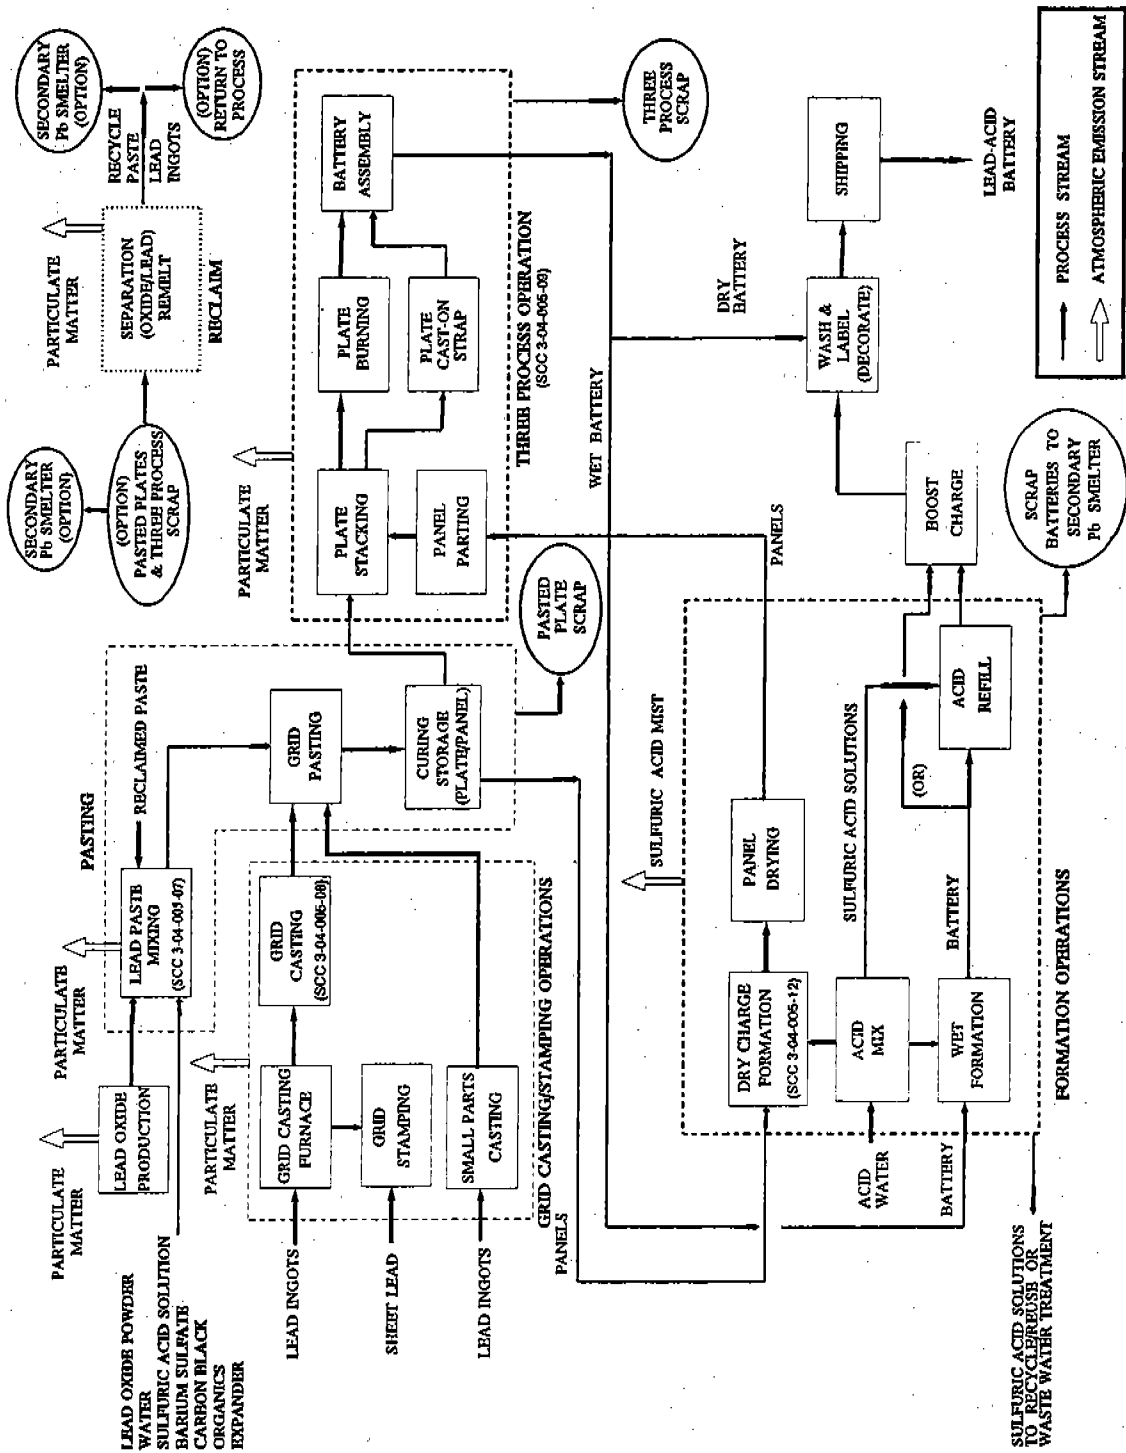 LEAD OXIDE POWDER
WATER
SULFURIC ACID SOLUTION
BARIUM SULFATE
CARBON BLACK
ORGANICS
EXPANDER
PARTICULATE
MATTER
LEAD OXIDE
PRODUCTION
PARTICULATE
MATTER
PASTING
LEAD PASTE
MIXING
(SCC 3-04-005-07)
RECLAIMED PASTE
GRID
PASTING
CURING
STORAGE
(PLATE/PANEL)
PASTED
PLATE
SCRAP
LEAD INGOTS
SHEET LEAD
LEAD INGOTS
PARTICULATE
MATTER
GRID CASTING
FURNACE
GRID
CASTING
(SCC 3-04-005-08)
GRID
STAMPING
SMALL PARTS
CASTING
GRID CASTING/STAMPING OPERATIONS
PANELS
SECONDARY
Pb SMELTER
(OPTION)
(OPTION)
PASTED PLATES
& THREE PROCESS
SCRAP
PARTICULATE
MATTER
SEPARATION
(OXIDE/LEAD)
REMELT
RECLAIM
RECYCLE
PASTE
LEAD
INGOTS
SECONDARY
Pb SMELTER
(OPTION)
(OPTION)
RETURN TO
PROCESS
PARTICULATE
MATTER
PLATE
STACKING
PANEL
PARTING
PLATE
BURNING
PLATE
CAST-ON
STRAP
BATTERY
ASSEMBLY
THREE PROCESS OPERATION
(SCC 3-04-005-09)
THREE
PROCESS
SCRAP
WET BATTERY
DRY
BATTERY
PANELS
SULFURIC ACID MIST
DRY CHARGE
FORMATION
(SCC 3-04-005-12)
PANEL
DRYING
ACID
WATER
ACID
MIX
SULFURIC ACID SOLUTIONS
BATTERY
WET
FORMATION
BATTERY
(OR)
ACID
REFILL
FORMATION OPERATIONS
SULFURIC ACID SOLUTIONS
TO RECYCLE/REUSE OR
WASTE WATER TREATMENT
SCRAP
BATTERIES TO
SECONDARY
Pb SMELTER
BOOST
CHARGE
WASH &
LABEL
(DECORATE)
SHIPPING
LEAD-ACID
BATTERY
PROCESS STREAM
ATMOSPHERIC EMISSION STREAM